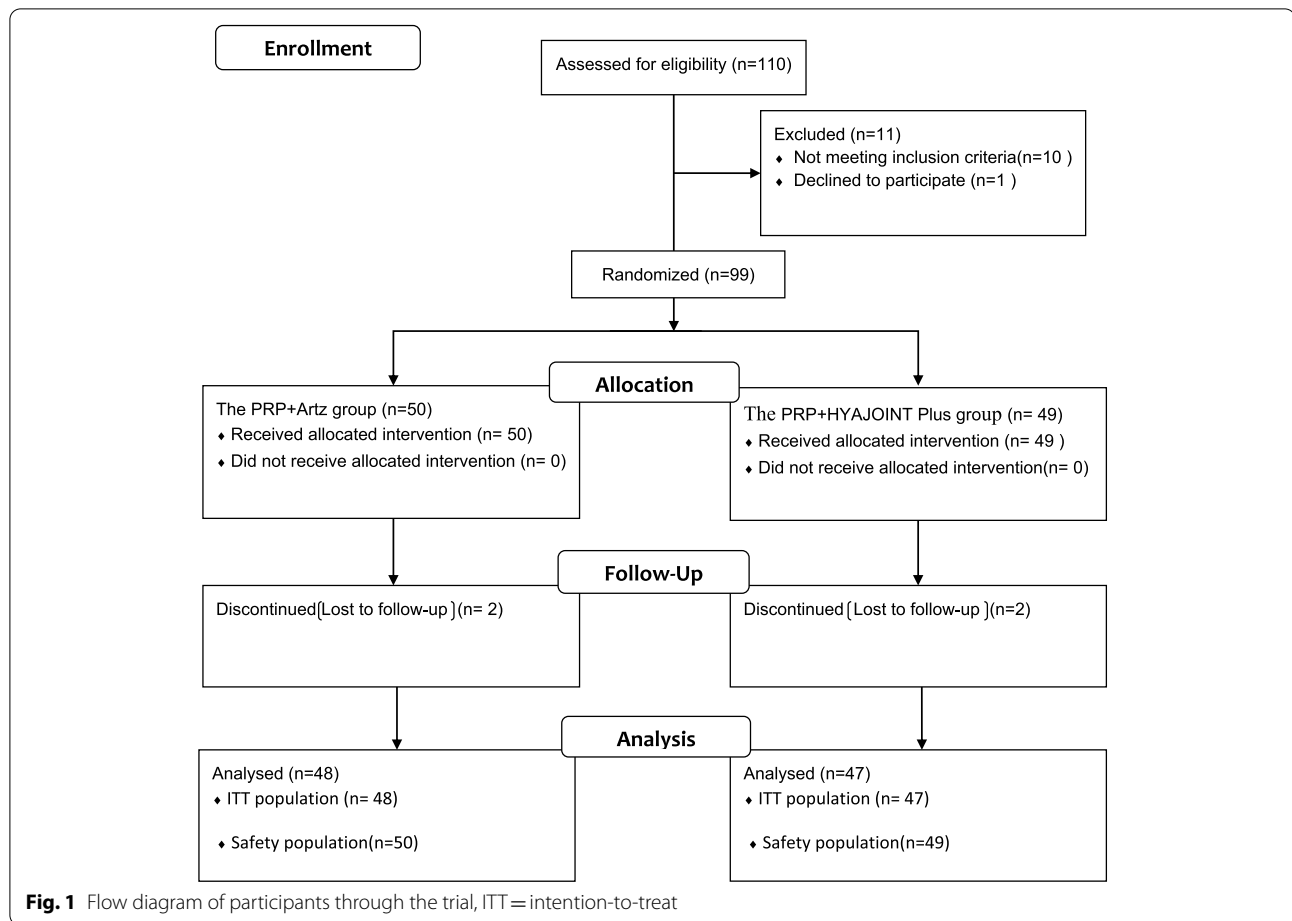 Enrollment
Assessed for eligibility (n=110)
Excluded (n=11)
♦ Not meeting inclusion criteria(n=10 )
♦ Declined to participate (n=1 )
Randomized (n=99)
Allocation
The PRP+Artz group (n=50)
♦ Received allocated intervention (n= 50)
♦ Did not receive allocated intervention (n= 0)
The PRP+HYAJOINT Plus group (n= 49)
♦ Received allocated intervention (n= 49 )
♦ Did not receive allocated intervention(n= 0)
Follow-Up
Discontinued[Lost to follow-up](n= 2)
Discontinued[Lost to follow-up](n=2)
Analysis
Analysed (n=48)
♦ ITT population (n= 48)
♦ Safety population(n=50)
Analysed (n=47)
♦ ITT population (n= 47)
♦ Safety population(n=49)
Fig. 1 Flow diagram of participants through the trial, ITT = intention-to-treat